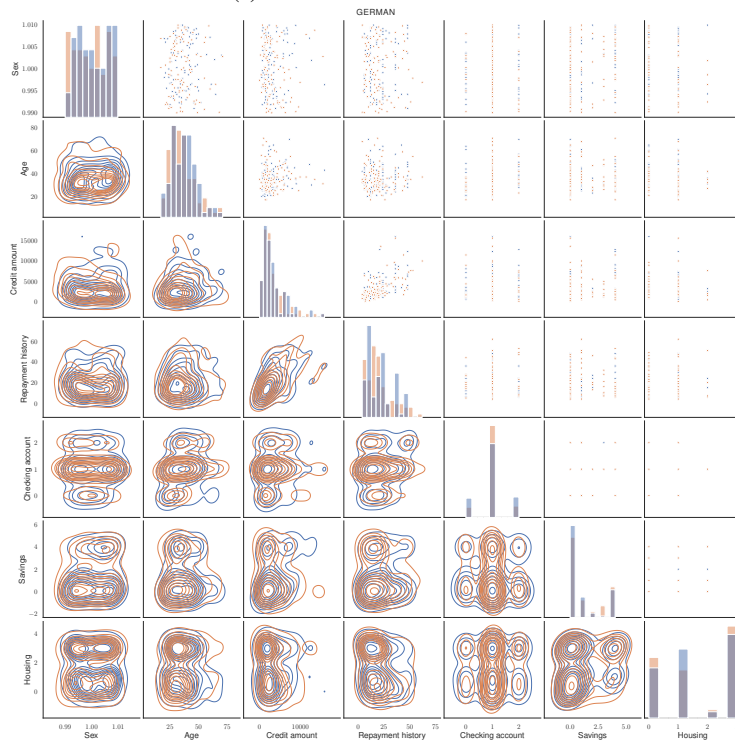 GERMAN
1.010
1.005
1.000
0.995
0.990
Sex
80
60
40
20
Age
15000
10000
5000
0
Credit amount
60
40
20
0
Repayment history
2
1
0
Checking account
6
4
2
0
−2
Savings
4
2
0
Housing
0.99 1.00 1.01 25 50 75 0 10000 0 25 50 75 0 1 2 0.0 2.5 5.0 0 1 2
Sex Age Credit amount Repayment history Checking account Savings Housing